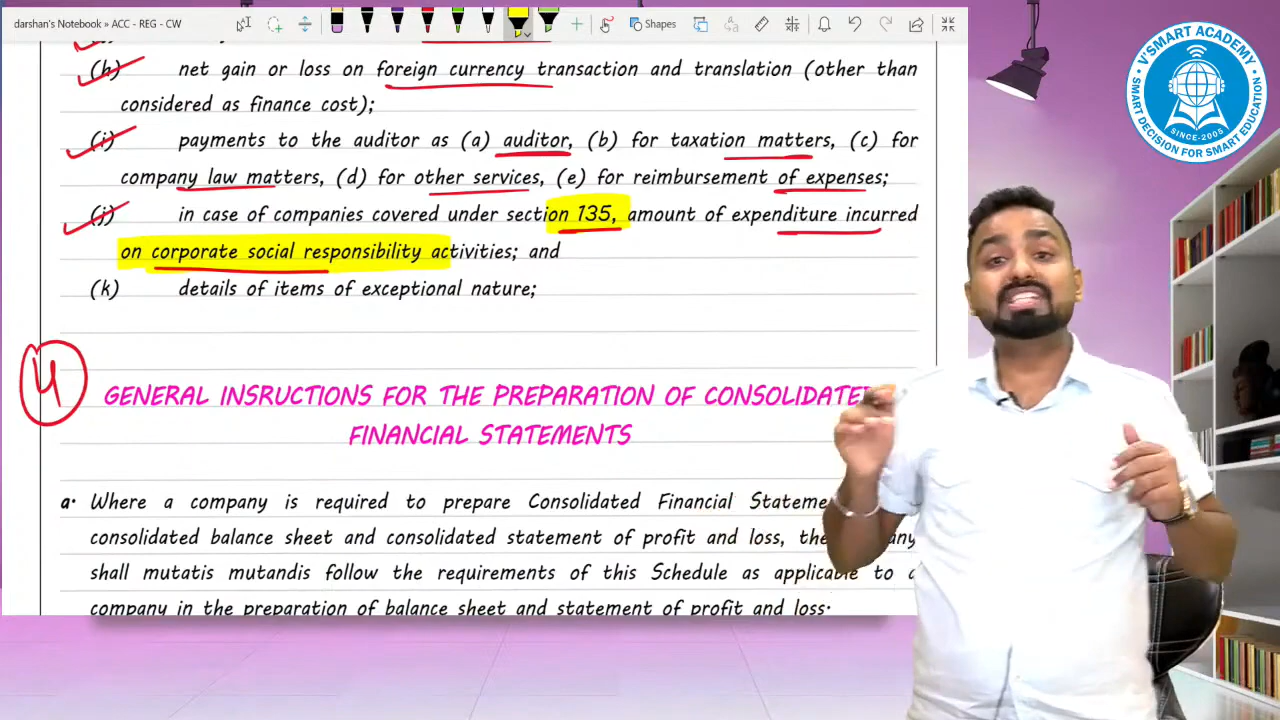 darshan's Notebook » ACC - REG - CW
Shapes
(h) net gain or loss on foreign currency transaction and translation (other than
considered as finance cost);
(i) payments to the auditor as (a) auditor, (b) for taxation matters, (c) for
company law matters, (d) for other services, (e) for reimbursement of expenses;
(j) in case of companies covered under section 135, amount of expenditure incurred
on corporate social responsibility activities; and
(k) details of items of exceptional nature;
4
GENERAL INSRUCTIONS FOR THE PREPARATION OF CONSOLIDATED
FINANCIAL STATEMENTS
a. Where a company is required to prepare Consolidated Financial
consolidated balance sheet and consolidated statement of profit and loss,
shall mutatis mutandis follow the requirements of this Schedule as applicable to a
company in the preparation of balance sheet and statement of profit and loss.
V'SMART ACADEMY
SINCE-2005
SMART DECISION FOR SMART EDUCATION